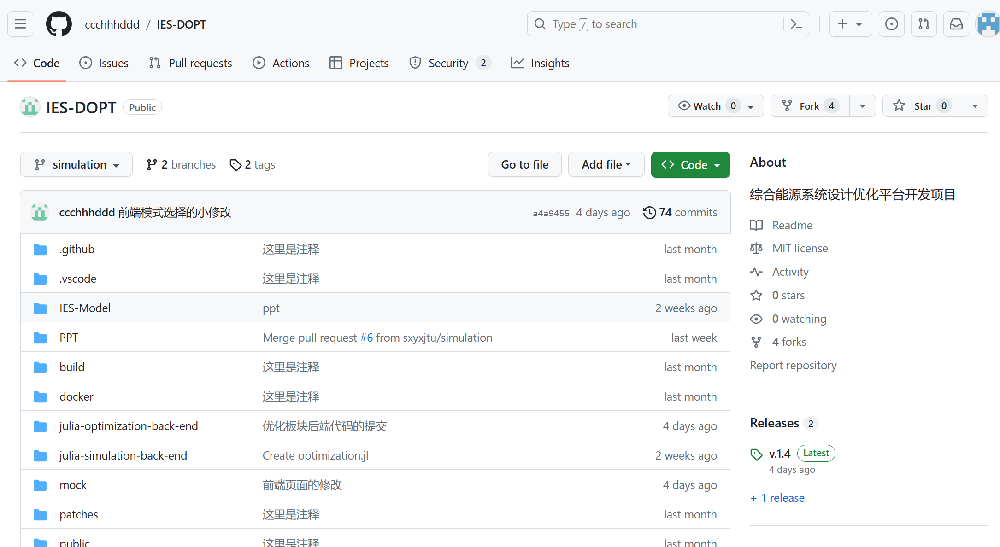 ccchhhddd / IES-DOPT
Type / to search
Code
Issues
Pull requests
Actions
Projects
Security 2
Insights
IES-DOPT Public
Watch 0
Fork 4
Star 0
simulation
2 branches
2 tags
Go to file
Add file
Code
ccchhhddd 前端模式选择的小修改 a4a9455 4 days ago 74 commits
.github 这里是注释 last month
.vscode 这里是注释 last month
IES-Model ppt 2 weeks ago
PPT Merge pull request #6 from sxyxjtu/simulation last week
build 这里是注释 last month
docker 这里是注释 last month
julia-optimization-back-end 优化板块后端代码的提交 4 days ago
julia-simulation-back-end Create optimization.jl 2 weeks ago
mock 前端页面的修改 4 days ago
patches 这里是注释 last month
public 这里是注释 last month
About
综合能源系统设计优化平台开发项目
Readme
MIT license
Activity
0 stars
0 watching
4 forks
Report repository
Releases 2
v.1.4 Latest
4 days ago
+ 1 release